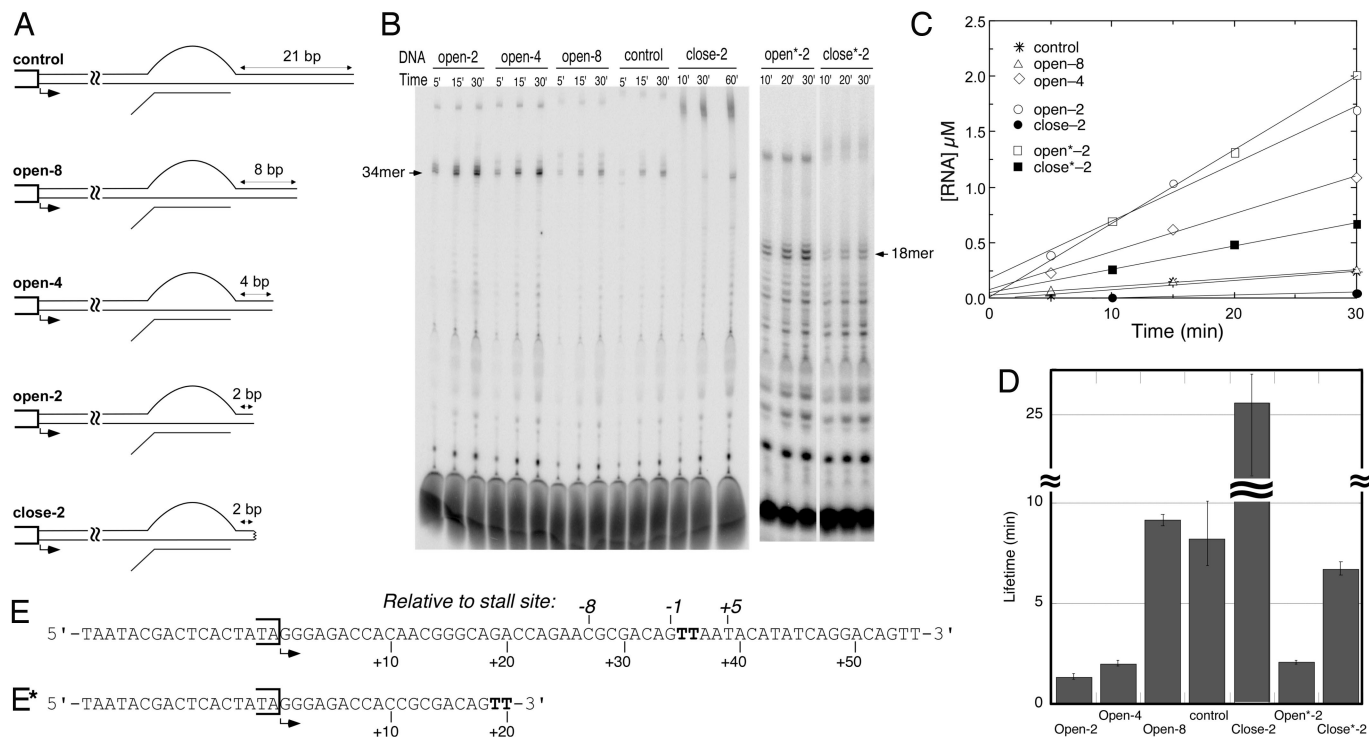 A
control
21 bp
open-8
8 bp
open-4
4 bp
open-2
2 bp
close-2
2 bp
B
DNA open-2 open-4 open-8 control close-2 open*-2 close*-2
Time 5' 15' 30' 5' 15' 30' 5' 15' 30' 5' 15' 30' 10' 30' 60' 10' 20' 30' 10' 20' 30'
34mer
18mer
C
[RNA] µM
2.5
2.0
1.5
1.0
0.5
0.0
control
open–8
open–4
open–2
close–2
open*–2
close*–2
0 10 20 30
Time (min)
D
Lifetime (min)
25
10
5
0
Open-2
Open-4
Open-8
control
Close-2
Open*-2
Close*-2
E
Relative to stall site: -8 -1 +5
5'-TAATACGACTCACTATAGGGAGACCACAACGGGCAGACCAGAACGCGACAGTTAATACATATCAGGACAGTT-3'
+10 +20 +30 +40 +50
E*
5'-TAATACGACTCACTATAGGGAGACCACCGCGACAGTT-3'
+10 +20